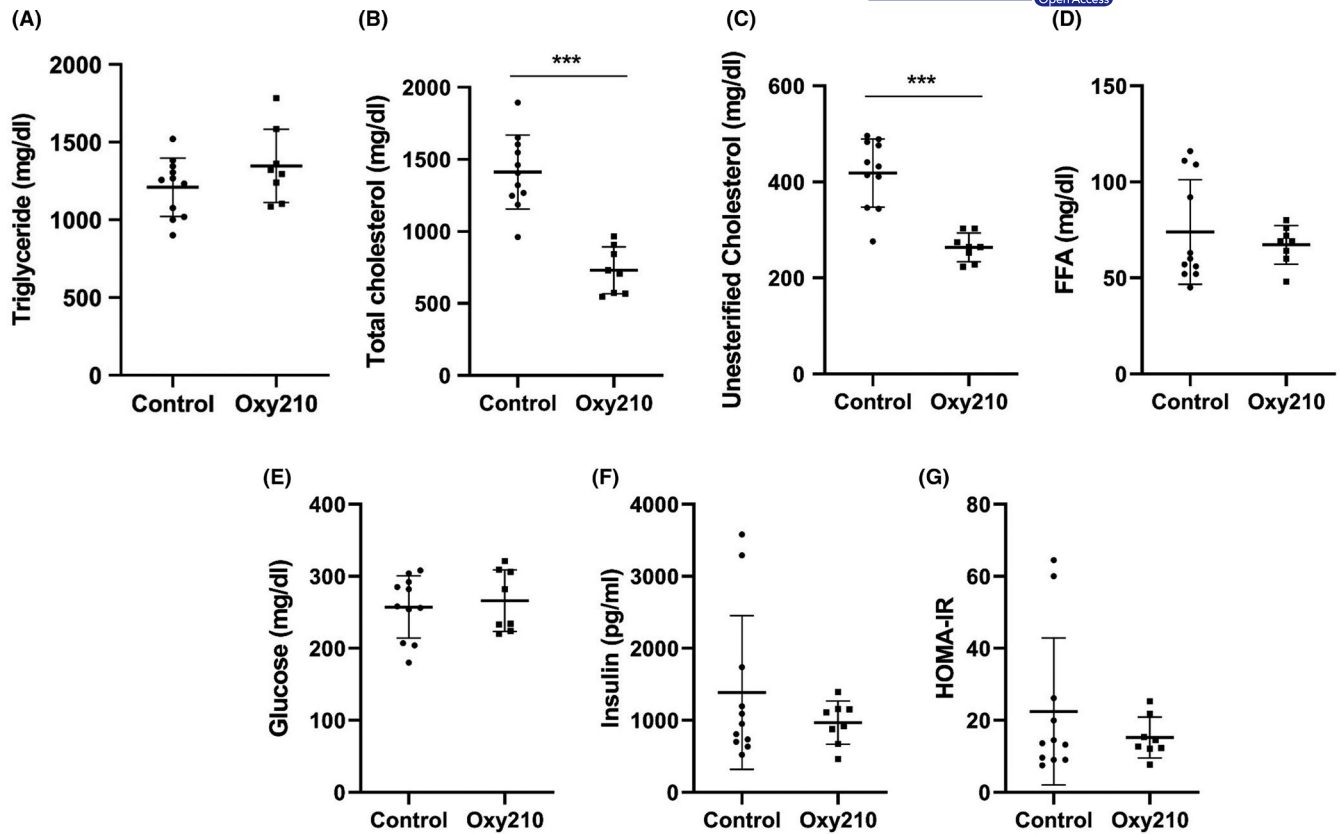 Open Access
(A)
(B)
(C)
(D)
Triglyceride (mg/dl)
2000
1500
1000
500
0
Control Oxy210
Total cholesterol (mg/dl)
2000
1500
1000
500
0
***
Control Oxy210
Unesterified Cholesterol (mg/dl)
600
400
200
0
***
Control Oxy210
FFA (mg/dl)
150
100
50
0
Control Oxy210
(E)
(F)
(G)
Glucose (mg/dl)
400
300
200
100
0
Control Oxy210
Insulin (pg/ml)
4000
3000
2000
1000
0
Control Oxy210
HOMA-IR
80
60
40
20
0
Control Oxy210